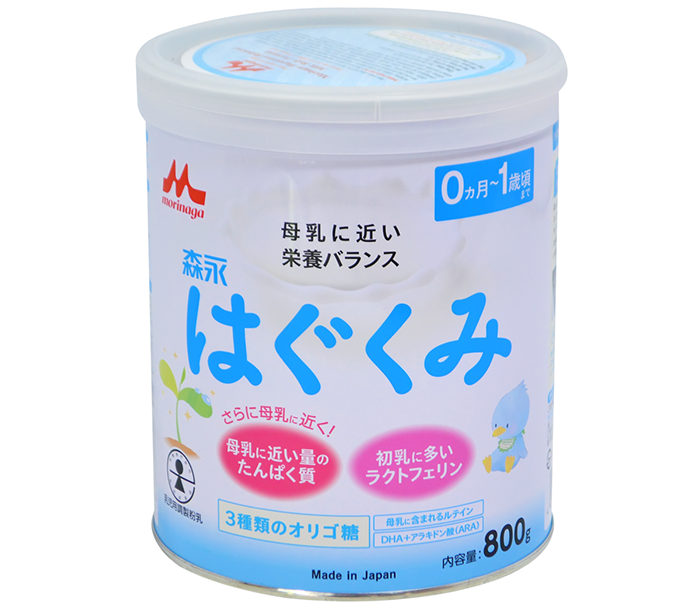 morinaga
0ヵ月~1歳頃
まで
母乳に近い
栄養バランス
森永
はぐくみ
さらに母乳に近く!
母乳に近い量の
たんぱく質
初乳に多い
ラクトフェリン
乳児用調製粉乳
3種類のオリゴ糖
母乳に含まれるルテイン
DHA+アラキドン酸(ARA)
内容量:800g
Made in Japan